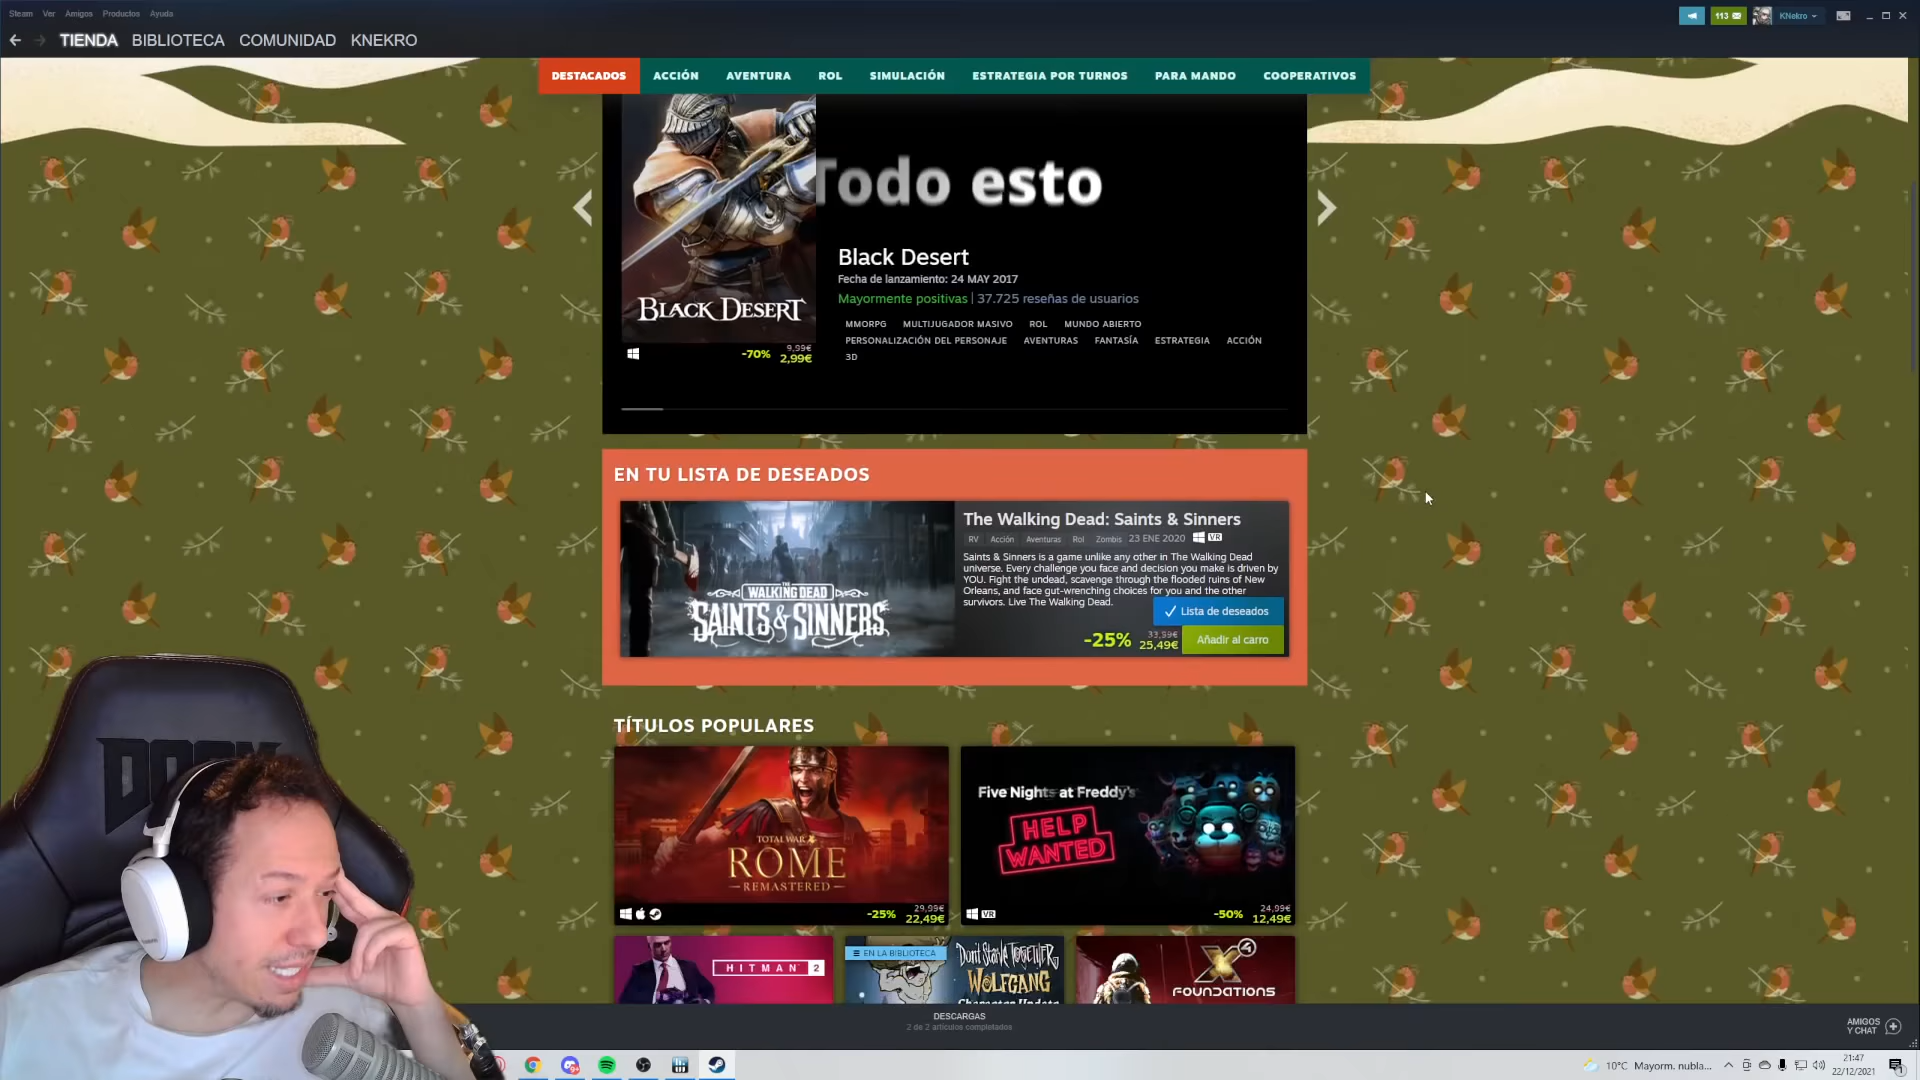 Steam Ver Amigos Productos Ayuda
113
KNekro
TIENDA BIBLIOTECA COMUNIDAD KNEKRO
DESTACADOS ACCIÓN AVENTURA ROL SIMULACIÓN ESTRATEGIA POR TURNOS PARA MANDO COOPERATIVOS
Todo esto
BLACK DESERT
-70% 9,99€
2,99€
Black Desert
Fecha de lanzamiento: 24 MAY 2017
Mayormente positivas | 37.725 reseñas de usuarios
MMORPG MULTIJUGADOR MASIVO ROL MUNDO ABIERTO
PERSONALIZACIÓN DEL PERSONAJE AVENTURAS FANTASÍA ESTRATEGIA ACCIÓN
3D
EN TU LISTA DE DESEADOS
THE
WALKING DEAD
SAINTS & SINNERS
The Walking Dead: Saints & Sinners
RV Acción Aventuras Rol Zombis 23 ENE 2020 VR
Saints & Sinners is a game unlike any other in The Walking Dead
universe. Every challenge you face and decision you make is driven by
YOU. Fight the undead, scavenge through the flooded ruins of New
Orleans, and face gut-wrenching choices for you and the other
survivors. Live The Walking Dead.
Lista de deseados
-25% 33,99€
25,49€
Añadir al carro
TÍTULOS POPULARES
TOTAL WAR
ROME
REMASTERED
-25% 29,99€
22,49€
Five Nights at Freddy's
HELP
WANTED
VR
-50% 24,99€
12,49€
HITMAN 2
EN LA BIBLIOTECA
Don't Starve Together
WOLFGANG
Character Update
X4
FOUNDATIONS
DESCARGAS
2 de 2 artículos completados
AMIGOS
Y CHAT
10°C Mayorm. nubla...
21:47
22/12/2021